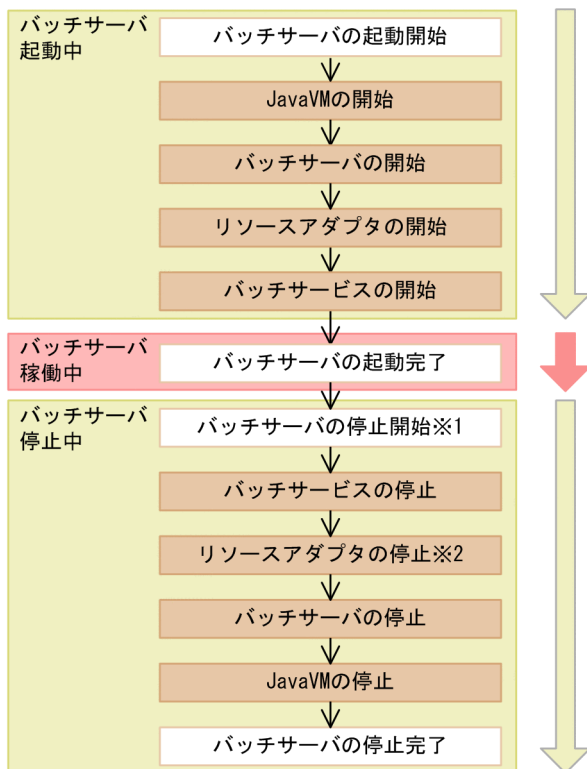 バッチサーバ
起動中
バッチサーバの起動開始
JavaVMの開始
バッチサーバの開始
リソースアダプタの開始
バッチサービスの開始
バッチサーバ
稼働中
バッチサーバの起動完了
バッチサーバ
停止中
バッチサーバの停止開始※1
バッチサービスの停止
リソースアダプタの停止※2
バッチサーバの停止
JavaVMの停止
バッチサーバの停止完了